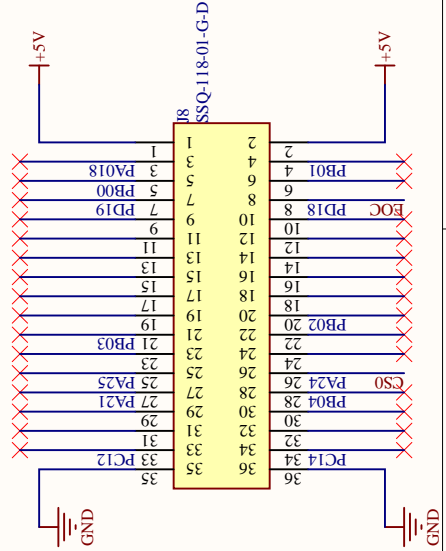 +5V
+5V
J8
SSQ-118-01-G-D
1 1 2 2
PA018 3 3 4 4 PB01
PB00 5 5 6 6
PD19 7 7 8 8 PD18 EOC
9 9 10 10
11 11 12 12
13 13 14 14
15 15 16 16
17 17 18 18
19 19 20 20 PB02
PB03 21 21 22 22
23 23 24 24
PA25 25 25 26 26 PA24 CS0
PA21 27 27 28 28 PB04
29 29 30 30
31 31 32 32
PC12 33 33 34 34 PC14
35 35 36 36
GND
GND